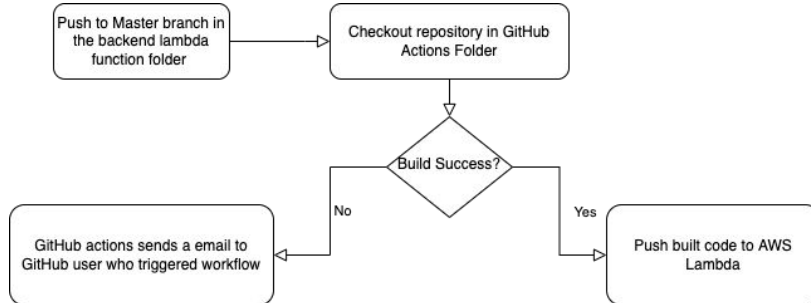 Push to Master branch in
the backend lambda
function folder
Checkout repository in GitHub
Actions Folder
Build Success?
No
Yes
GitHub actions sends a email to
GitHub user who triggered workflow
Push built code to AWS
Lambda